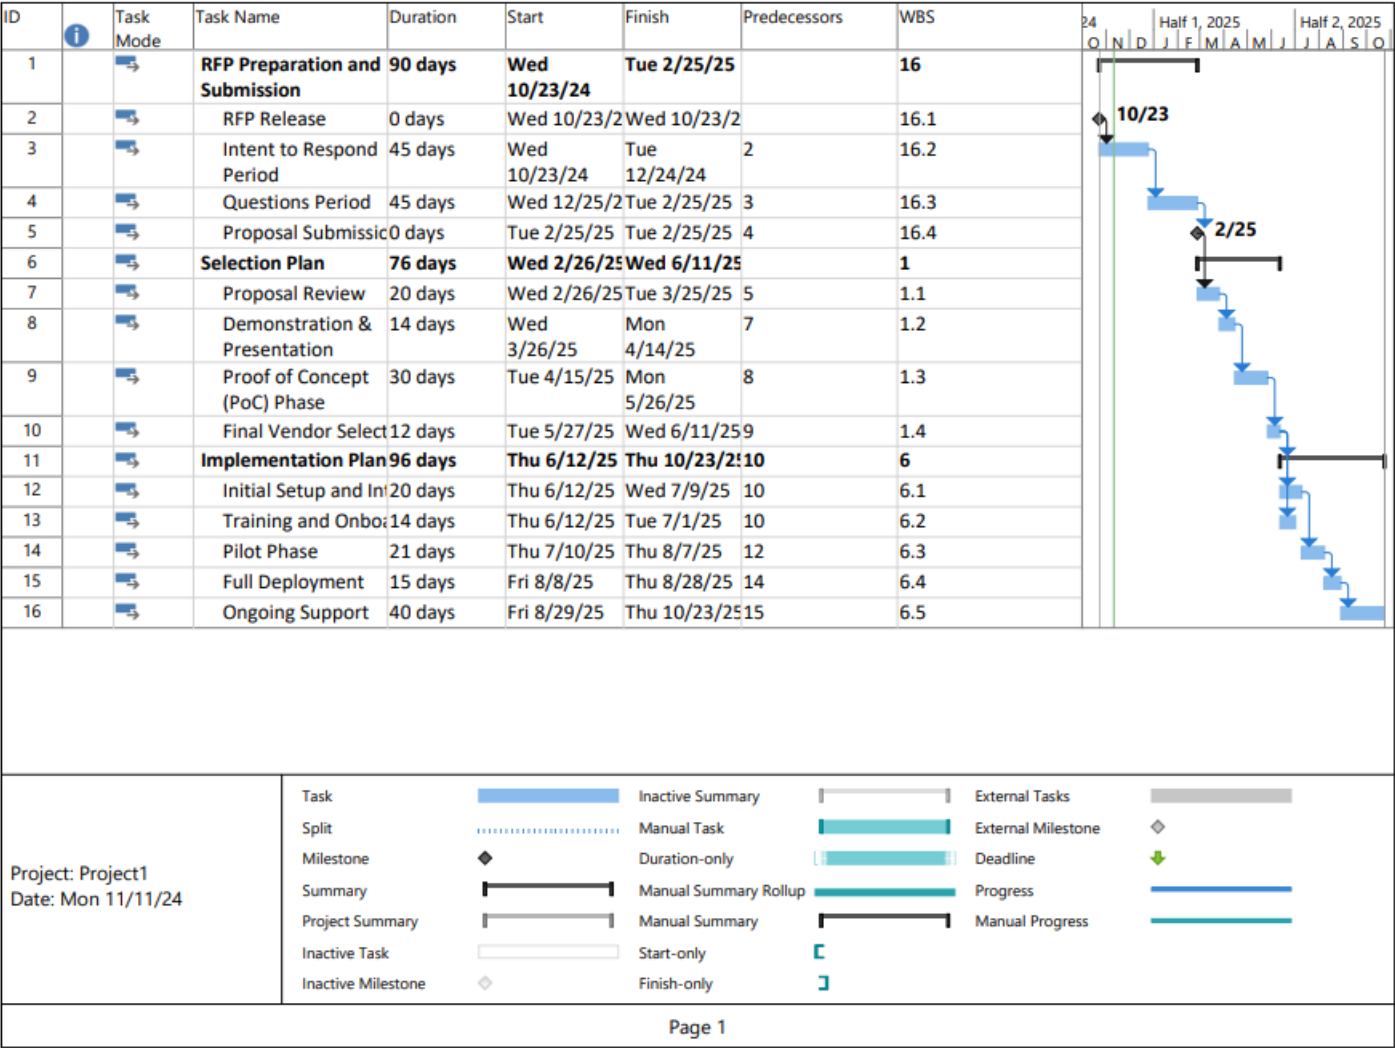 ID Task Mode Task Name Duration Start Finish Predecessors WBS
24 Half 1, 2025 Half 2, 2025
O N D J F M A M J J A S O
1 RFP Preparation and Submission 90 days Wed 10/23/24 Tue 2/25/25 16
2 RFP Release 0 days Wed 10/23/2 Wed 10/23/2 16.1
10/23
3 Intent to Respond Period 45 days Wed 10/23/24 Tue 12/24/24 2 16.2
4 Questions Period 45 days Wed 12/25/2 Tue 2/25/25 3 16.3
5 Proposal Submissic 0 days Tue 2/25/25 Tue 2/25/25 4 16.4
2/25
6 Selection Plan 76 days Wed 2/26/25 Wed 6/11/25 1
7 Proposal Review 20 days Wed 2/26/25 Tue 3/25/25 5 1.1
8 Demonstration & Presentation 14 days Wed 3/26/25 Mon 4/14/25 7 1.2
9 Proof of Concept (PoC) Phase 30 days Tue 4/15/25 Mon 5/26/25 8 1.3
10 Final Vendor Select 12 days Tue 5/27/25 Wed 6/11/25 9 1.4
11 Implementation Plan 96 days Thu 6/12/25 Thu 10/23/25 10 6
12 Initial Setup and Int 20 days Thu 6/12/25 Wed 7/9/25 10 6.1
13 Training and Onboa 14 days Thu 6/12/25 Tue 7/1/25 10 6.2
14 Pilot Phase 21 days Thu 7/10/25 Thu 8/7/25 12 6.3
15 Full Deployment 15 days Fri 8/8/25 Thu 8/28/25 14 6.4
16 Ongoing Support 40 days Fri 8/29/25 Thu 10/23/25 15 6.5
Project: Project1
Date: Mon 11/11/24
Task Inactive Summary External Tasks
Split Manual Task External Milestone
Milestone Duration-only Deadline
Summary Manual Summary Rollup Progress
Project Summary Manual Summary Manual Progress
Inactive Task Start-only
Inactive Milestone Finish-only
Page 1